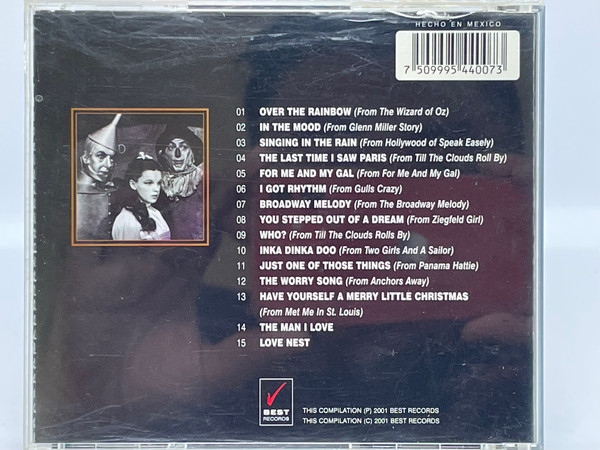 HECHO EN MEXICO
7 509995 440073
01 OVER THE RAINBOW (From The Wizard of Oz)
02 IN THE MOOD (From Glenn Miller Story)
03 SINGING IN THE RAIN (From Hollywood of Speak Easely)
04 THE LAST TIME I SAW PARIS (From Till The Clouds Roll By)
05 FOR ME AND MY GAL (From For Me And My Gal)
06 I GOT RHYTHM (From Gulls Crazy)
07 BROADWAY MELODY (From The Broadway Melody)
08 YOU STEPPED OUT OF A DREAM (From Ziegfeld Girl)
09 WHO? (From Till The Clouds Rolls By)
10 INKA DINKA DOO (From Two Girls And A Sailor)
11 JUST ONE OF THOSE THINGS (From Panama Hattie)
12 THE WORRY SONG (From Anchors Away)
13 HAVE YOURSELF A MERRY LITTLE CHRISTMAS
(From Met Me In St. Louis)
14 THE MAN I LOVE
15 LOVE NEST
BEST
RECORDS
THIS COMPILATION (P) 2001 BEST RECORDS
THIS COMPILATION (C) 2001 BEST RECORDS